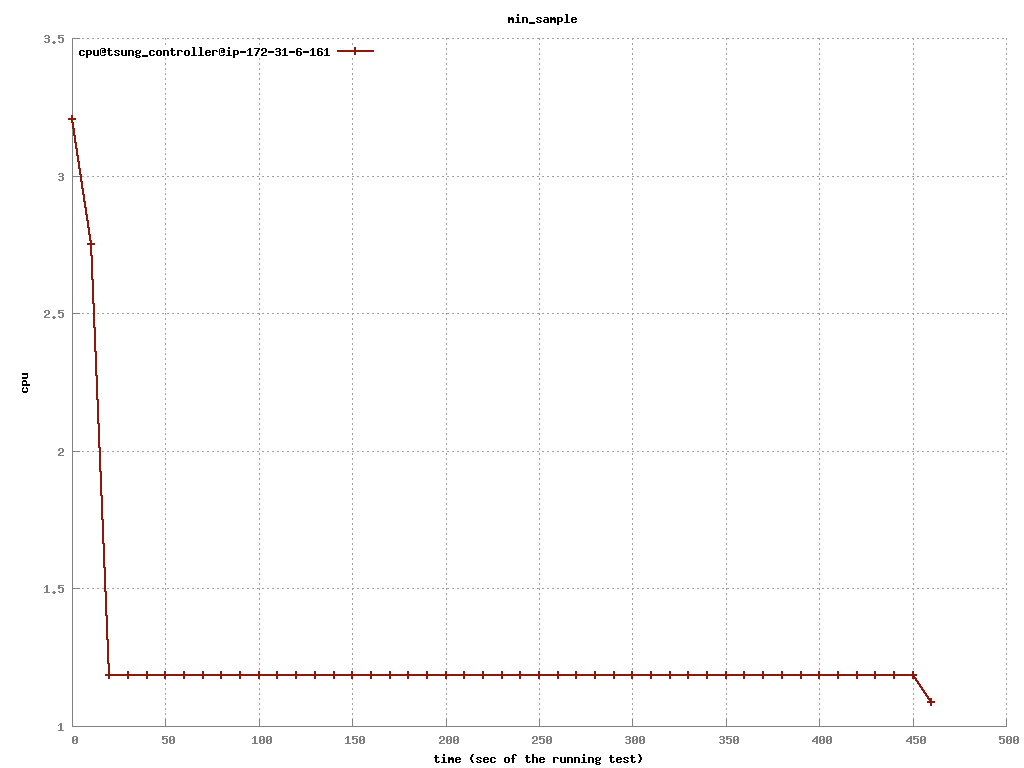 min_sample
3.5
cpu@tsung_controller@ip-172-31-6-161
3
2.5
cpu
2
1.5
1
0 50 100 150 200 250 300 350 400 450 500
time (sec of the running test)